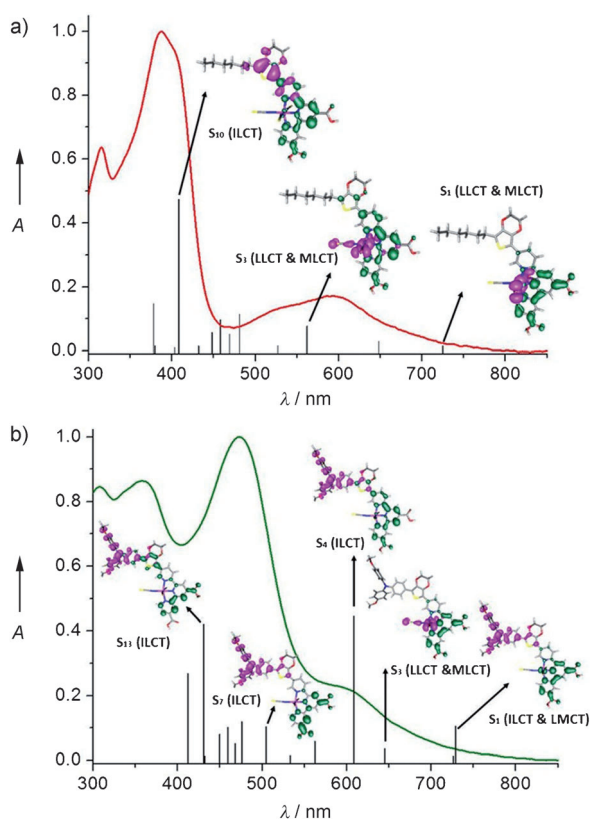 a)
1.0
0.8
0.6
0.4
0.2
0.0
A
S₁₀ (ILCT)
S₃ (LLCT & MLCT)
S₁ (LLCT & MLCT)
300 400 500 600 700 800
λ / nm
b)
1.0
0.8
0.6
0.4
0.2
0.0
A
S₄ (ILCT)
S₁₃ (ILCT)
S₇ (ILCT)
S₃ (LLCT &MLCT)
S₁ (ILCT & LMCT)
300 400 500 600 700 800
λ / nm